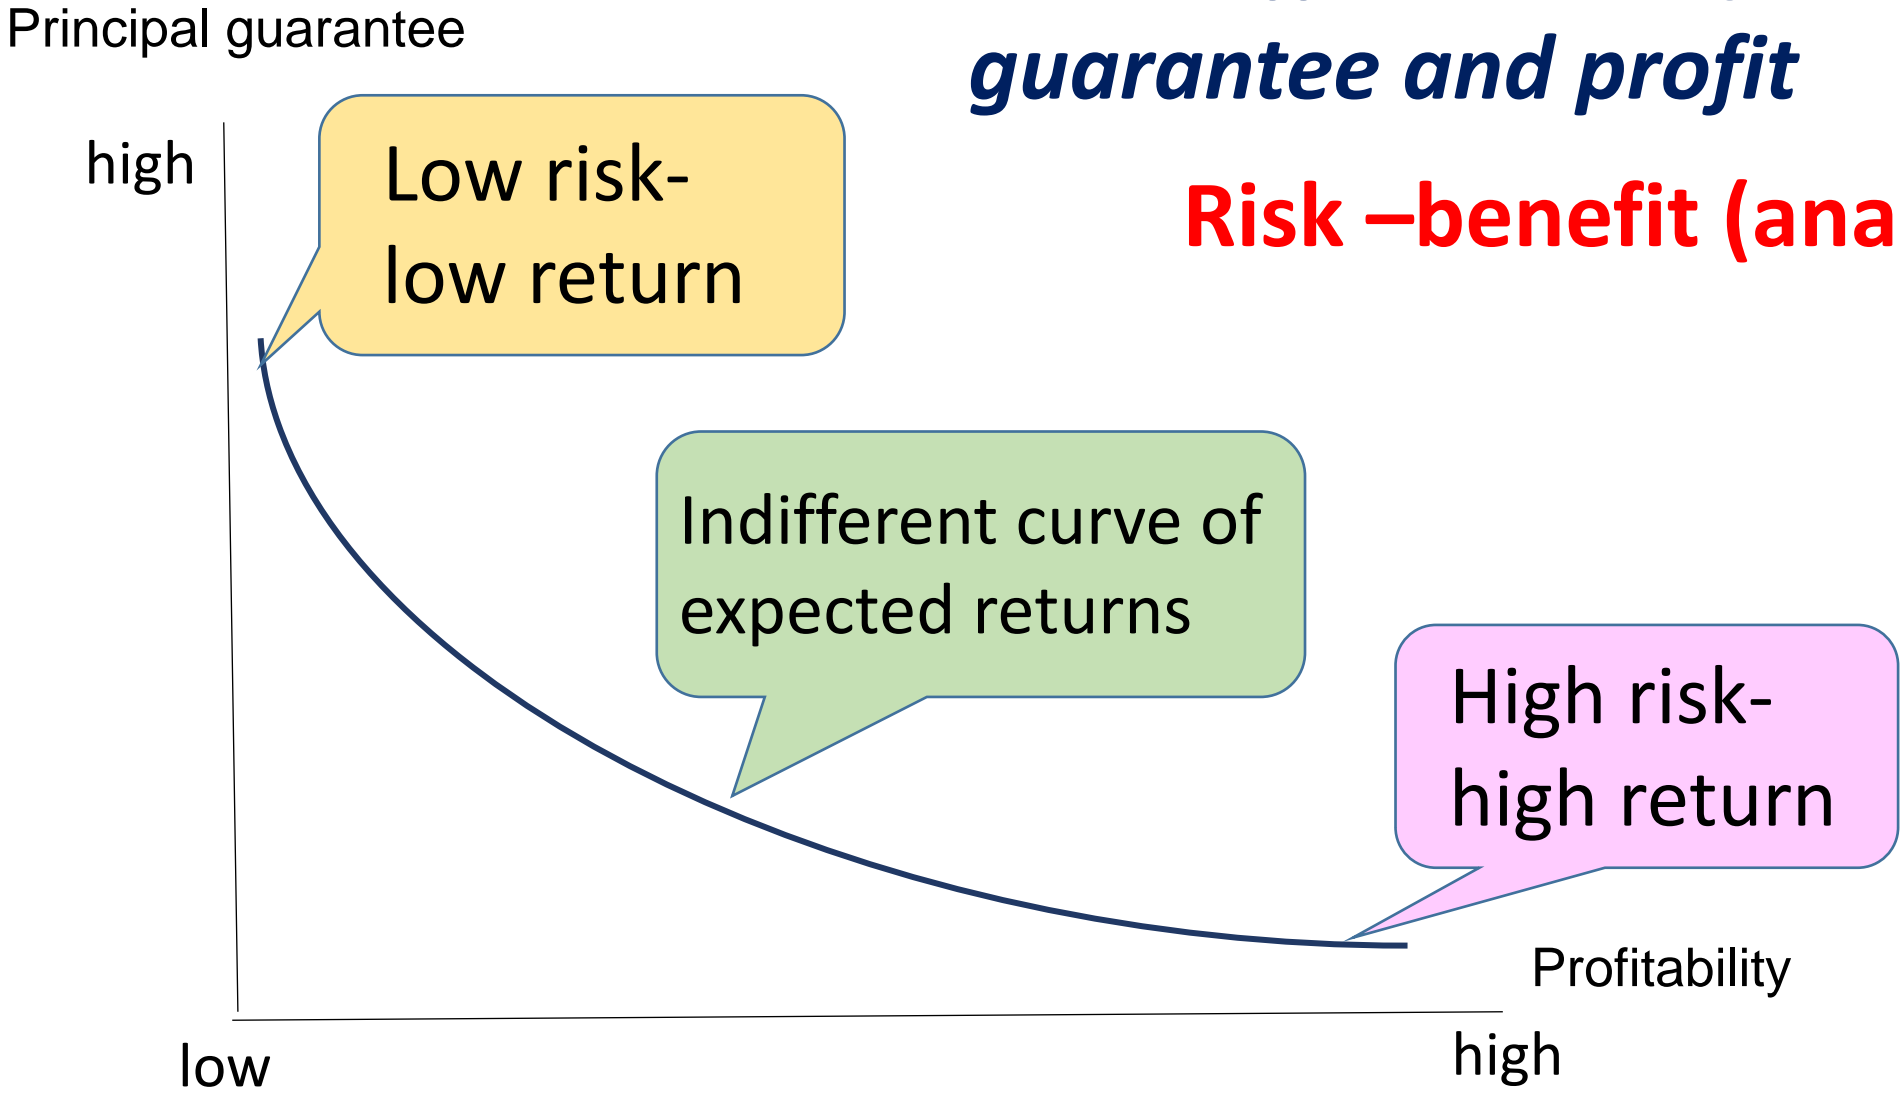 Principal guarantee
guarantee and profit
high
Low risk-
low return
Risk –benefit (ana
Indifferent curve of
expected returns
High risk-
high return
Profitability
low
high